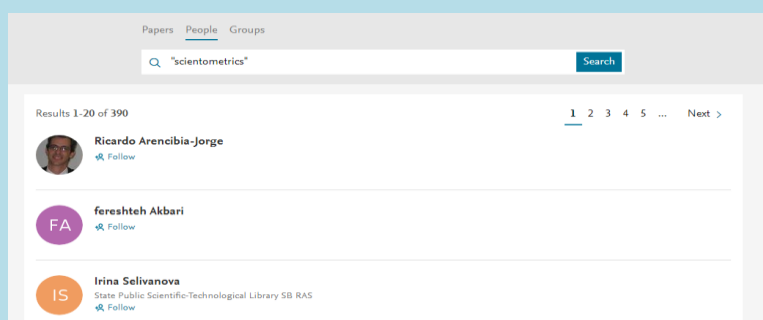 Papers People Groups
"scientometrics" Search
Results 1-20 of 390 1 2 3 4 5 ... Next >
Ricardo Arencibia-Jorge
Follow
FA
fereshteh Akbari
Follow
IS
Irina Selivanova
State Public Scientific-Technological Library SB RAS
Follow